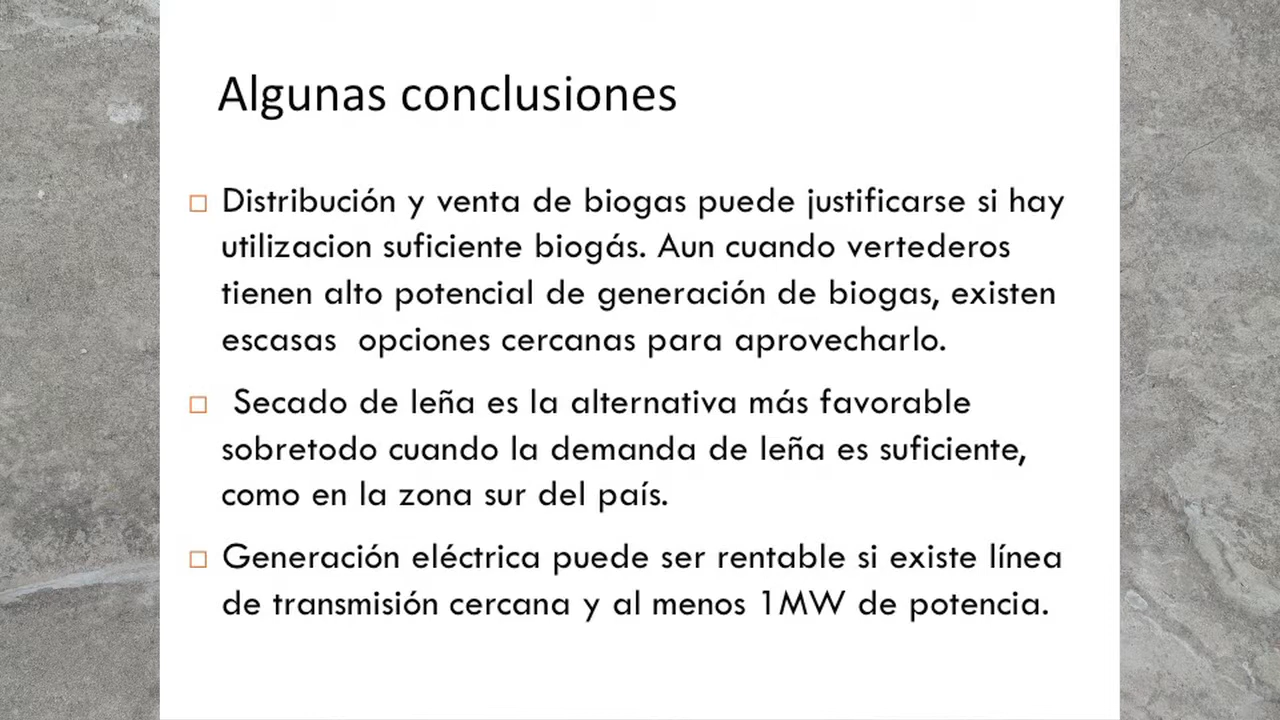 Algunas conclusiones
Distribución y venta de biogas puede justificarse si hay
utilizacion suficiente biogás. Aun cuando vertederos
tienen alto potencial de generación de biogas, existen
escasas  opciones cercanas para aprovecharlo.
Secado de leña es la alternativa más favorable
sobretodo cuando la demanda de leña es suficiente,
como en la zona sur del país.
Generación eléctrica puede ser rentable si existe línea
de transmisión cercana y al menos 1MW de potencia.